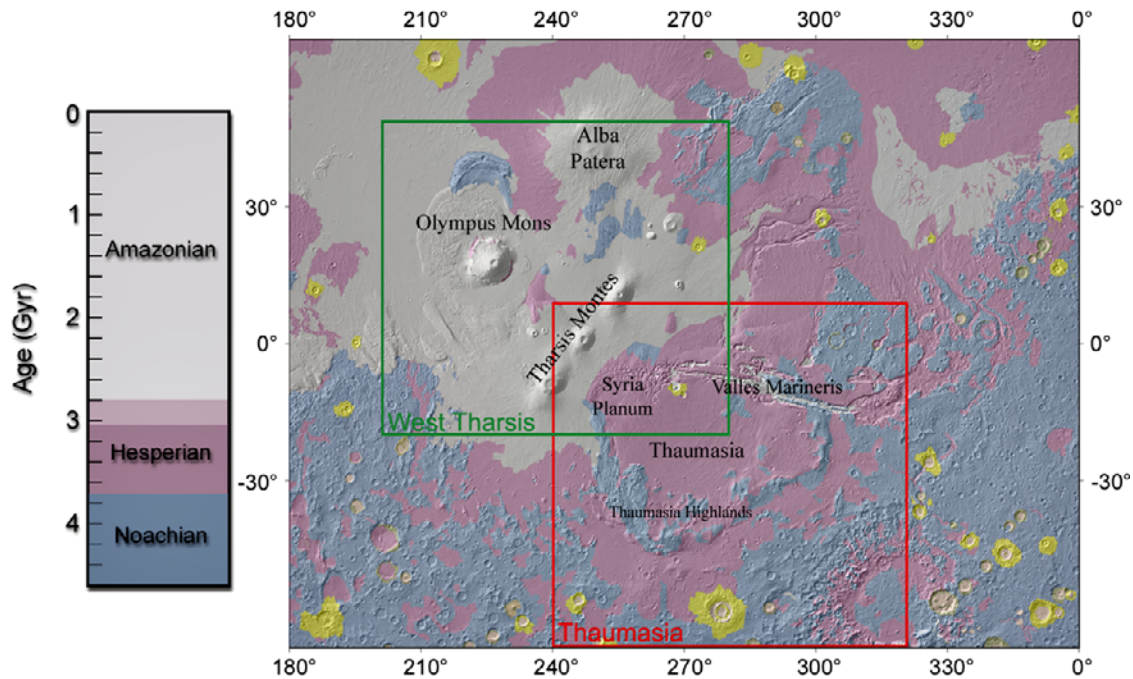 180° 210° 240° 270° 300° 330° 0°
0
1
2
3
4
Age (Gyr)
Amazonian
Hesperian
Noachian
30°
0°
-30°
30°
0°
-30°
Alba
Patera
Olympus Mons
Tharsis Montes
Syria
Planum
Valles Marineris
West Tharsis
Thaumasia
Thaumasia Highlands
Thaumasia
180° 210° 240° 270° 300° 330° 0°